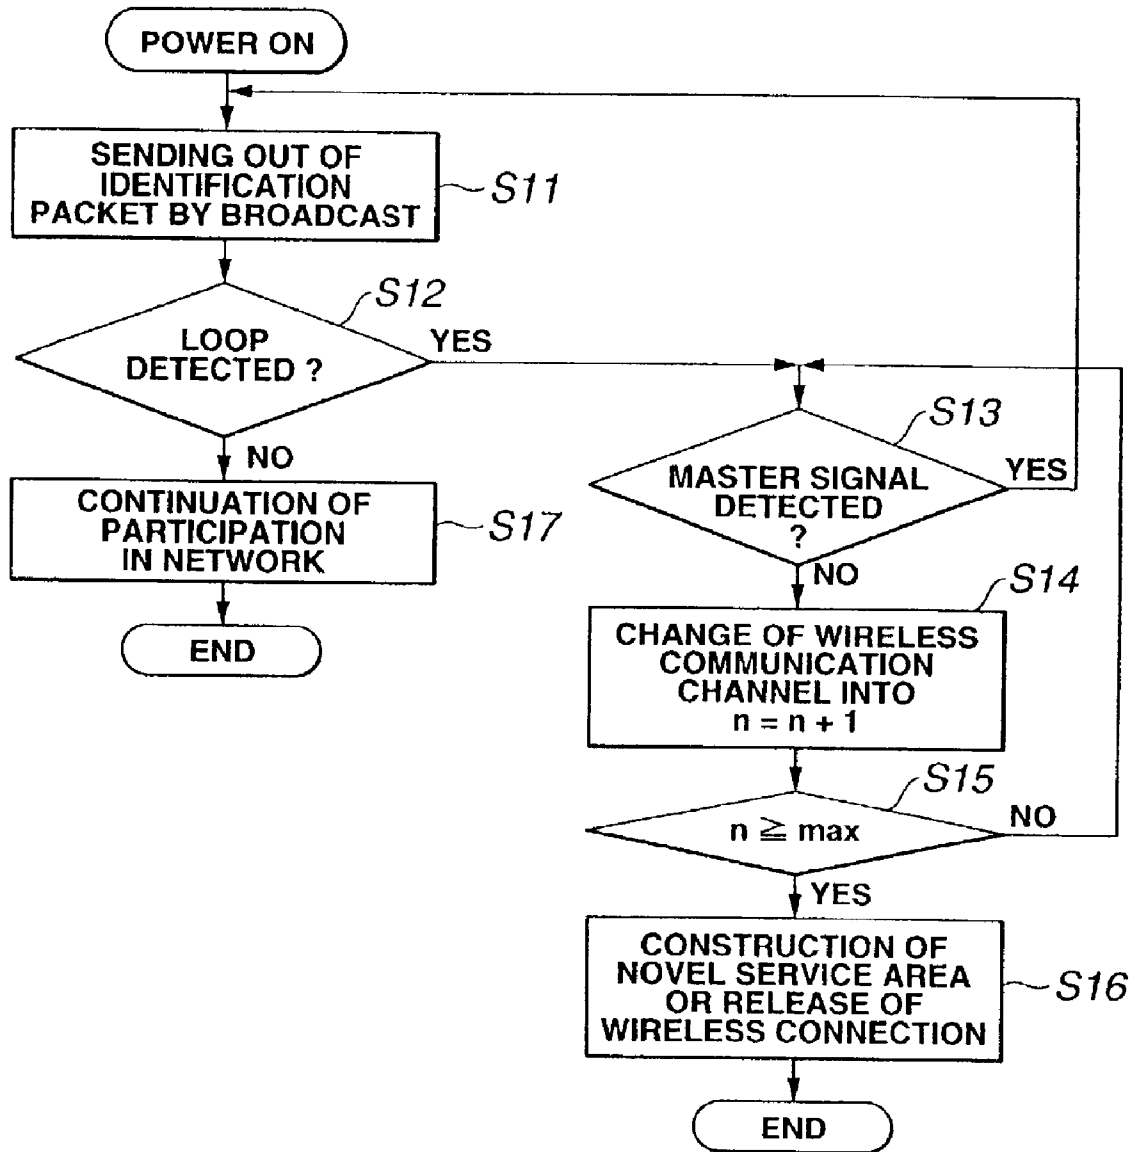 POWER ON
SENDING OUT OF
IDENTIFICATION
PACKET BY BROADCAST
S11
LOOP
DETECTED ?
S12
YES
NO
CONTINUATION OF
PARTICIPATION
IN NETWORK
S17
END
S13
MASTER SIGNAL
DETECTED
?
YES
NO
S14
CHANGE OF WIRELESS
COMMUNICATION
CHANNEL INTO
n = n + 1
S15
n ≧ max
NO
YES
CONSTRUCTION OF
NOVEL SERVICE AREA
OR RELEASE OF
WIRELESS CONNECTION
S16
END